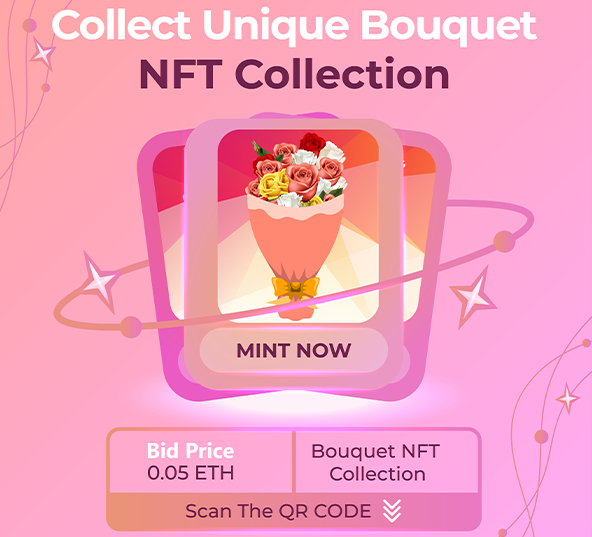 Collect Unique Bouquet
NFT Collection
MINT NOW
Bid Price
0.05 ETH
Bouquet NFT
Collection
Scan The QR CODE